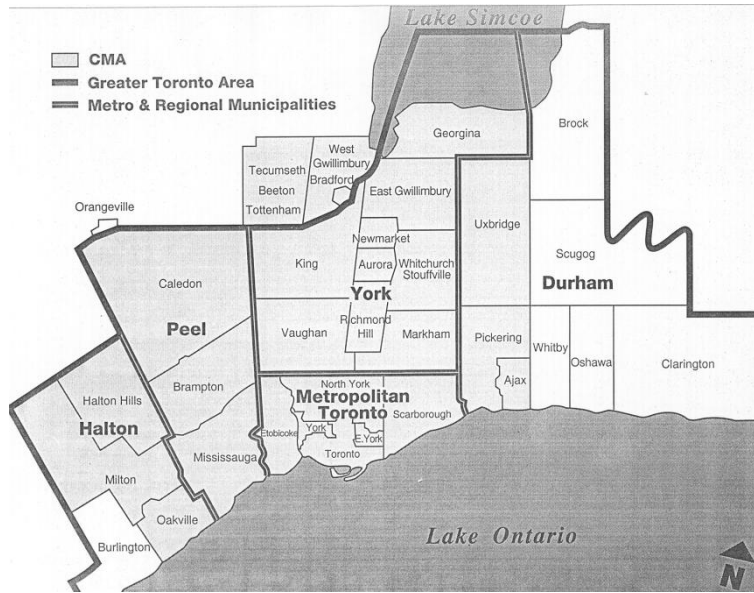 Lake Simcoe
CMA
Greater Toronto Area
Metro & Regional Municipalities
Brock
Georgina
West
Gwillimbury
Bradford
Tecumseth
Beeton
Tottenham
East Gwillimbury
Orangeville
Uxbridge
Newmarket
Scugog
King
Aurora
Whitchurch
Stouffville
Durham
Caledon
York
Peel
Vaughan
Richmond
Hill
Markham
Pickering
Whitby
Oshawa
Clarington
Ajax
Brampton
North York
Metropolitan
Toronto
Scarborough
Halton Hills
Halton
Etobicoke
York
E.York
Toronto
Mississauga
Milton
Oakville
Burlington
Lake Ontario
N